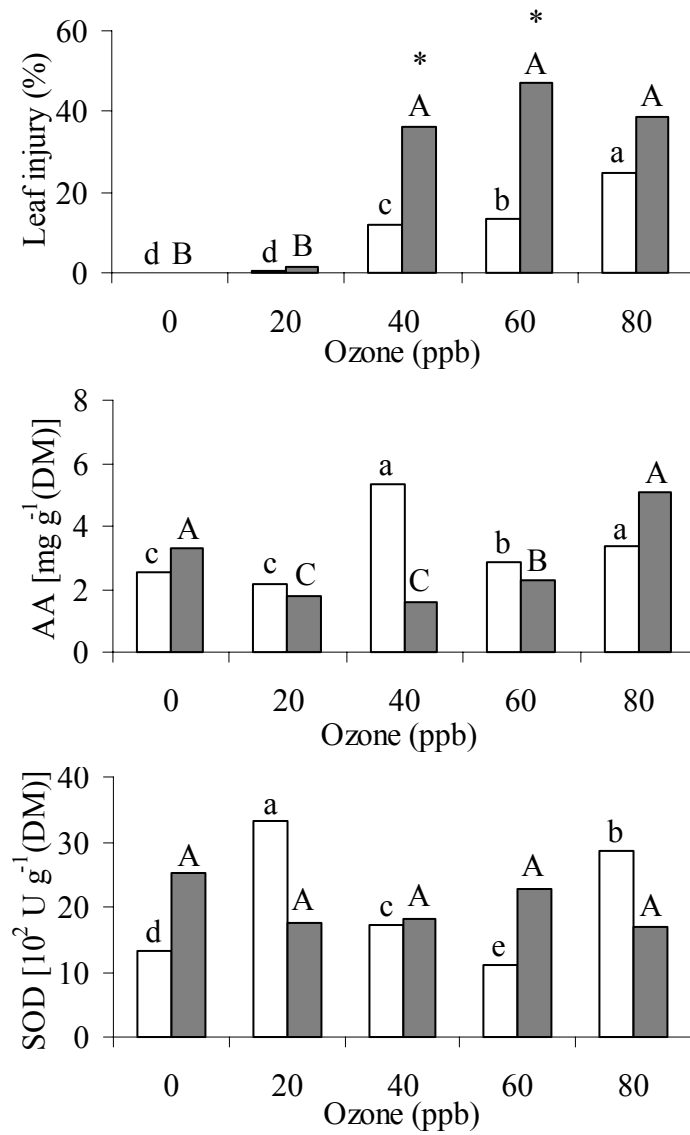 60
*
*
A
A
A
40
a
20
c
b
d B
d
B
0
0
20
40
60
80
Leaf injury (%)
Ozone (ppb)
8
a
A
6
A
4
c
c
C
C
b
B
a
2
0
0
20
40
60
80
AA [mg g⁻¹(DM)]
Ozone (ppb)
40
a
b
30
A
A
A
A
A
20
d
c
e
10
0
0
20
40
60
80
SOD [10² U g⁻¹(DM)]
Ozone (ppb)